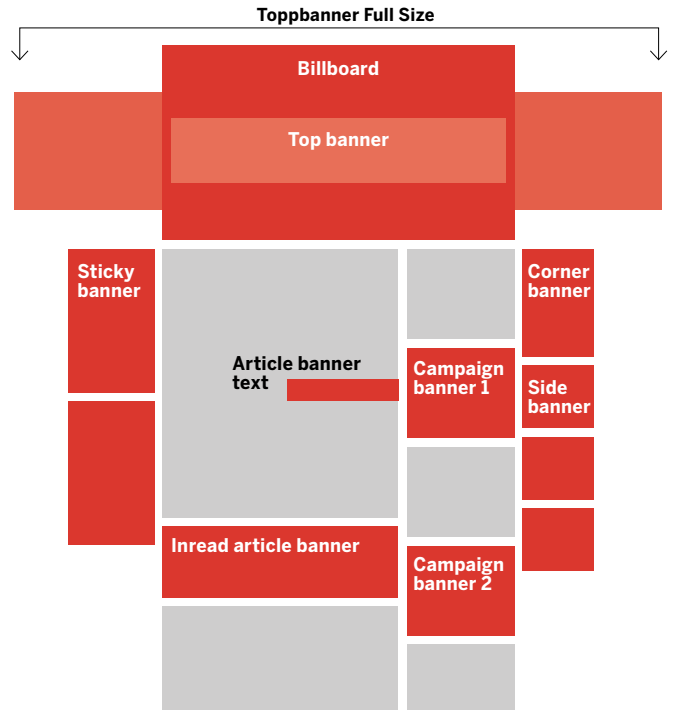 Toppbanner Full Size
Billboard
Top banner
Sticky
banner
Corner
banner
Article banner
text
Campaign
banner 1
Side
banner
Inread article banner
Campaign
banner 2